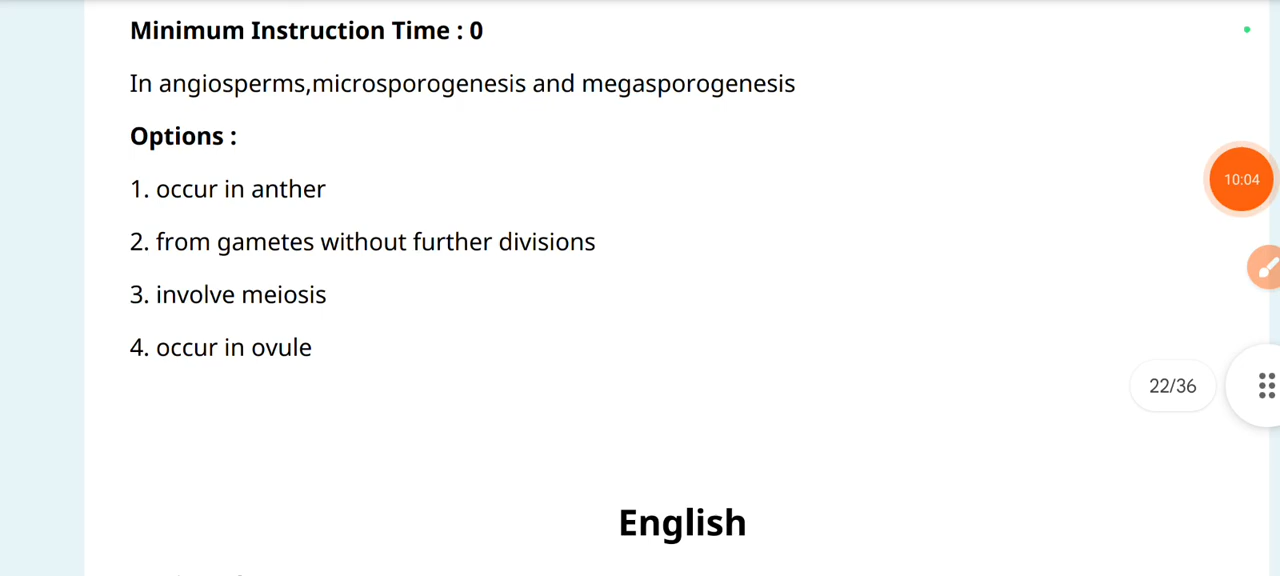 Minimum Instruction Time : 0
In angiosperms,microsporogenesis and megasporogenesis
Options :
1. occur in anther
10:04
2. from gametes without further divisions
3. involve meiosis
4. occur in ovule
22/36
English